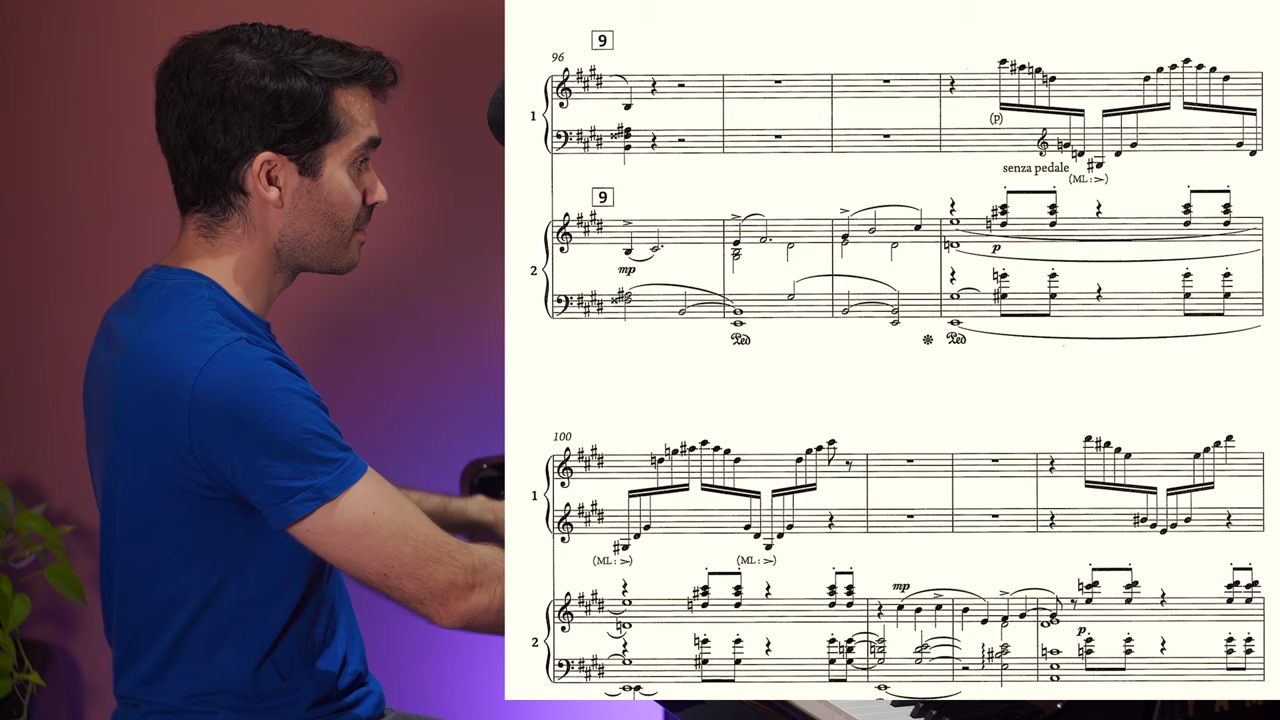 9
96
1
(p)
senza pedale
(ML: >)
9
mp
p
2
Ped
Ped
100
1
(ML: >)
(ML: >)
mp
p
2